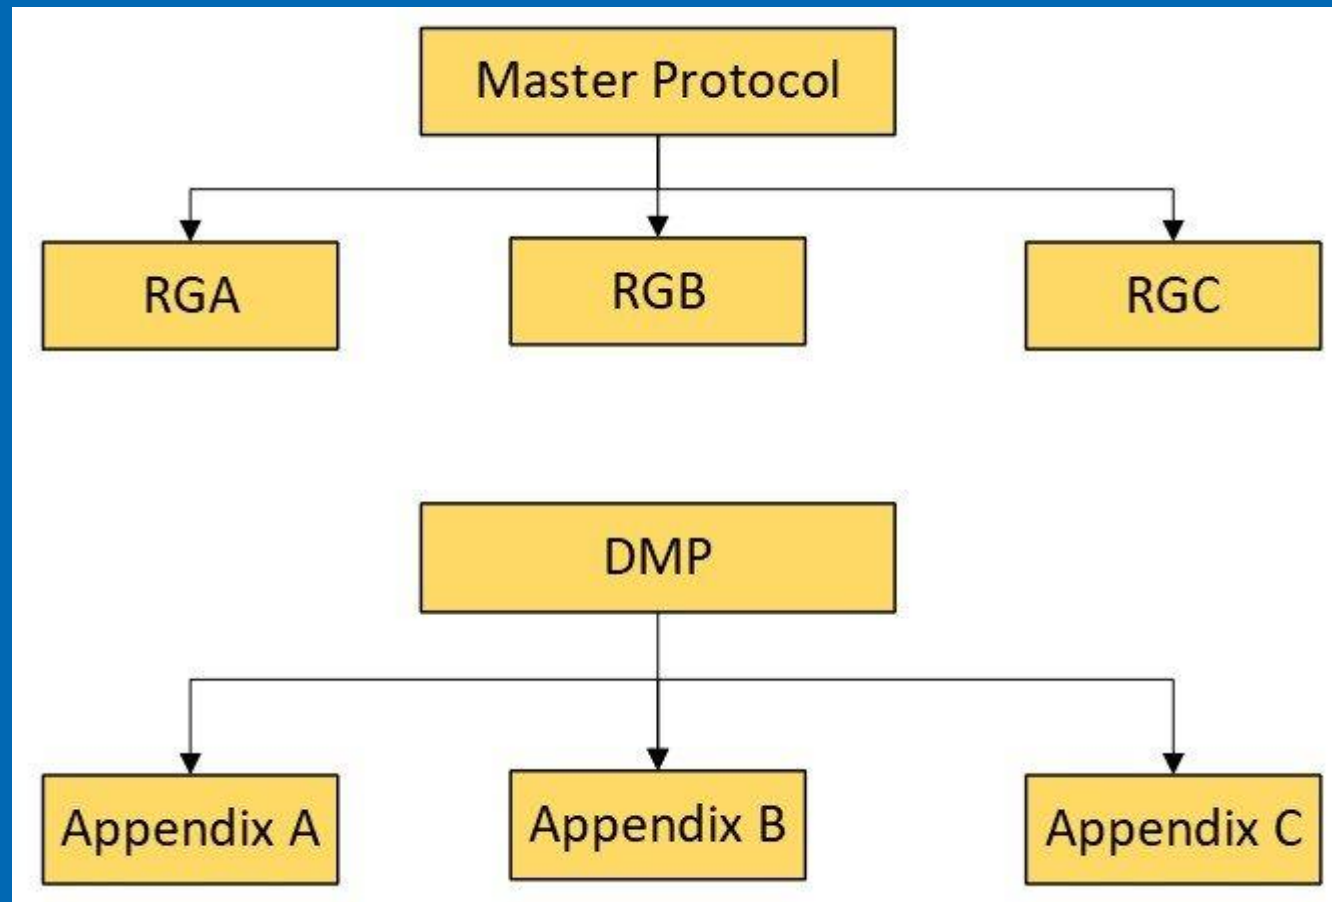 Master Protocol
RGA
RGB
RGC
DMP
Appendix A
Appendix B
Appendix C